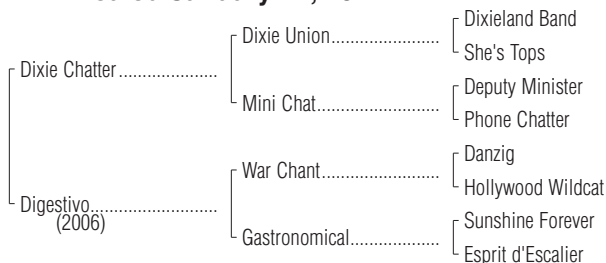 Dixieland Band
Dixie Union
She's Tops
Dixie Chatter
Deputy Minister
Mini Chat
Phone Chatter
Danzig
War Chant
Hollywood Wildcat
Digestivo
(2006)
Sunshine Forever
Gastronomical
Esprit d'Escalier